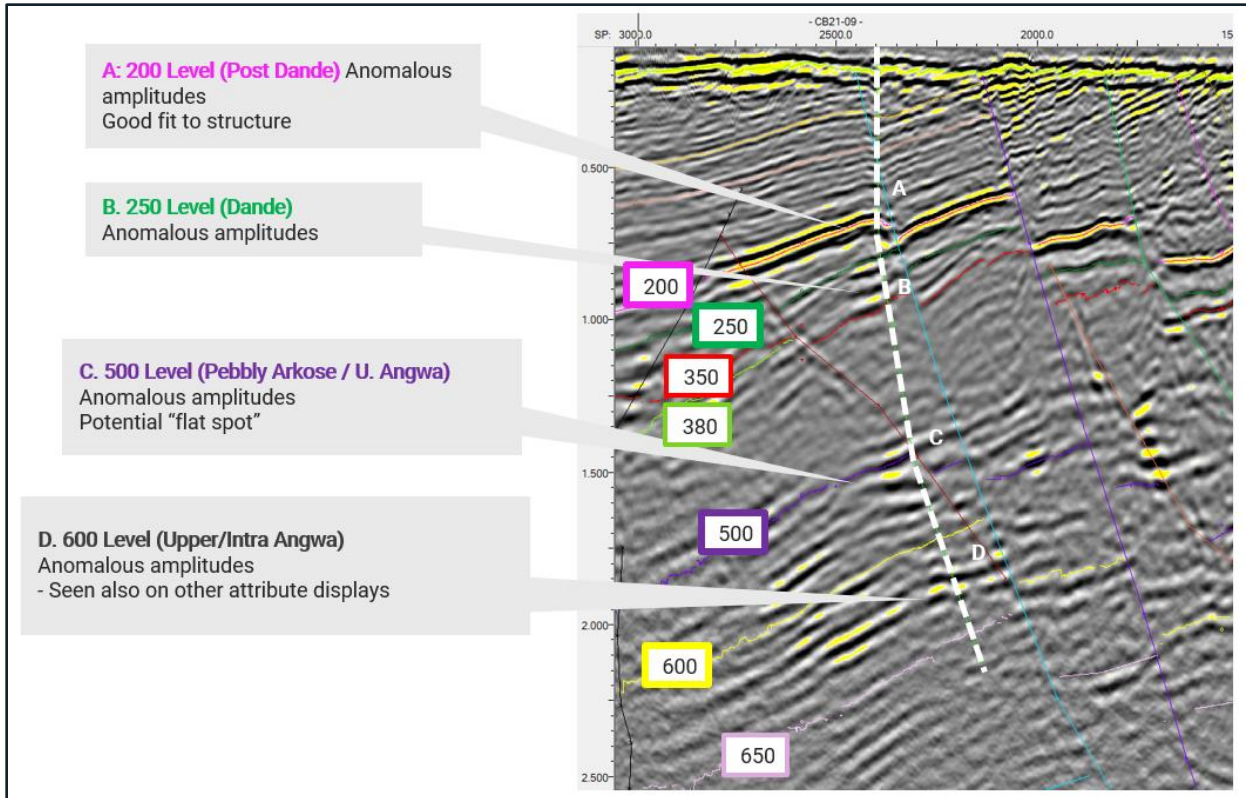 - CB21-09 -
SP: 3000.0 2500.0 2000.0 15
A: 200 Level (Post Dande) Anomalous
amplitudes
Good fit to structure
B. 250 Level (Dande)
Anomalous amplitudes
C. 500 Level (Pebbly Arkose / U. Angwa)
Anomalous amplitudes
Potential “flat spot”
D. 600 Level (Upper/Intra Angwa)
Anomalous amplitudes
- Seen also on other attribute displays
0.500
1.000
1.500
2.000
2.500
A
B
C
D
200
250
350
380
500
600
650